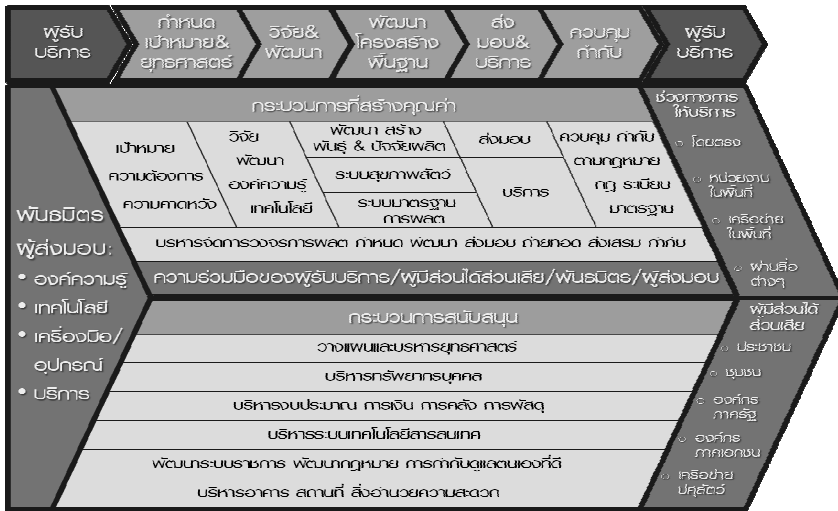 ผู้รับ
บริการ
กำหนด
เป้าหมาย&
ยุทธศาสตร์
วิจัย&
พัฒนา
พัฒนา
โครงสร้าง
พื้นฐาน
ส่ง
มอบ&
บริการ
ควบคุม
กำกับ
ผู้รับ
บริการ
กระบวนการที่สร้างคุณค่า
เป้าหมาย
ความต้องการ
ความคาดหวัง
วิจัย
พัฒนา
องค์ความรู้
เทคโนโลยี
พัฒนา สร้าง
พันธุ์ & ปัจจัยผลิต
ระบบสุขภาพสัตว์
ระบบมาตรฐาน
การผลิต
ส่งมอบ
บริการ
ควบคุม กำกับ
ตามกฎหมาย
กฎ ระเบียบ
มาตรฐาน
บริหารจัดการวงจรการผลิต กำหนด พัฒนา ส่งมอบ ถ่ายทอด ส่งเสริม กำกับ
ความร่วมมือของผู้รับบริการ/ผู้มีส่วนได้ส่วนเสีย/พันธมิตร/ผู้ส่งมอบ
พันธมิตร
ผู้ส่งมอบ:
• องค์ความรู้
• เทคโนโลยี
• เครื่องมือ/
อุปกรณ์
• บริการ
กระบวนการสนับสนุน
วางแผนและบริหารยุทธศาสตร์
บริหารทรัพยากรบุคคล
บริหารงบประมาณ การเงิน การคลัง การพัสดุ
บริหารระบบเทคโนโลยีสารสนเทศ
พัฒนาระบบราชการ พัฒนากฎหมาย การกำกับดูแลตนเองที่ดี
บริหารอาคาร สถานที่ สิ่งอำนวยความสะดวก
ช่องทางการ
ให้บริการ
โดยตรง
หน่วยงาน
ในพื้นที่
เครือข่าย
ในพื้นที่
ผ่านสื่อ
ต่างๆ
ผู้มีส่วนได้
ส่วนเสีย
ประชาชน
ชุมชน
องค์กร
ภาครัฐ
องค์กร
ภาคเอกชน
เครือข่าย
ปศุสัตว์